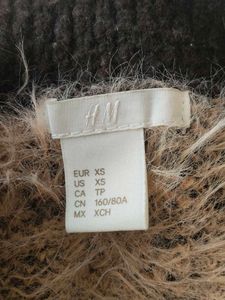 H&M
EUR XS
US XS
CA TP
CN 160/80A
MX XCH